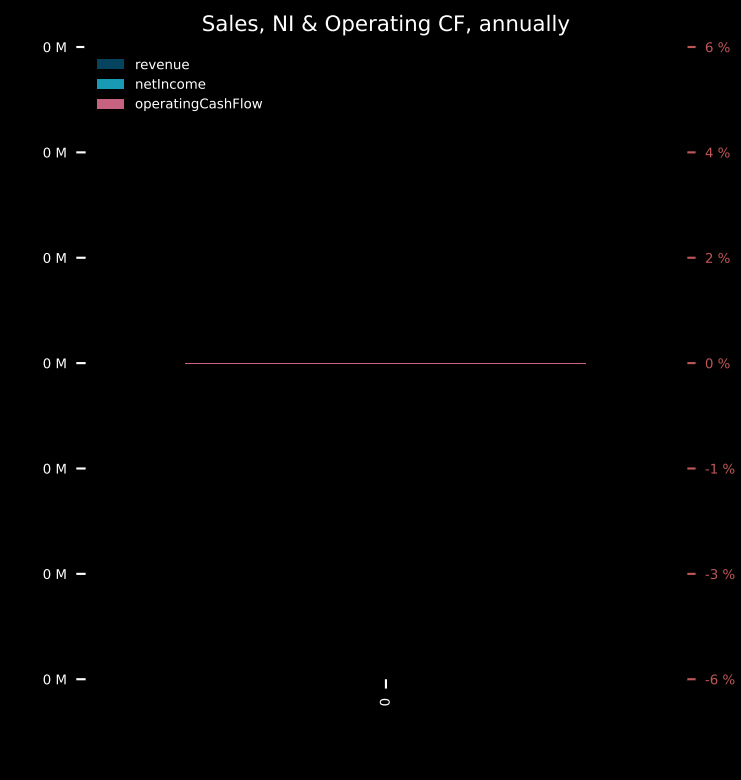 Sales, NI & Operating CF, annually
0 M
6 %
revenue
netIncome
operatingCashFlow
0 M
4 %
0 M
2 %
0 M
0 %
0 M
-1 %
0 M
-3 %
0 M
-6 %
0